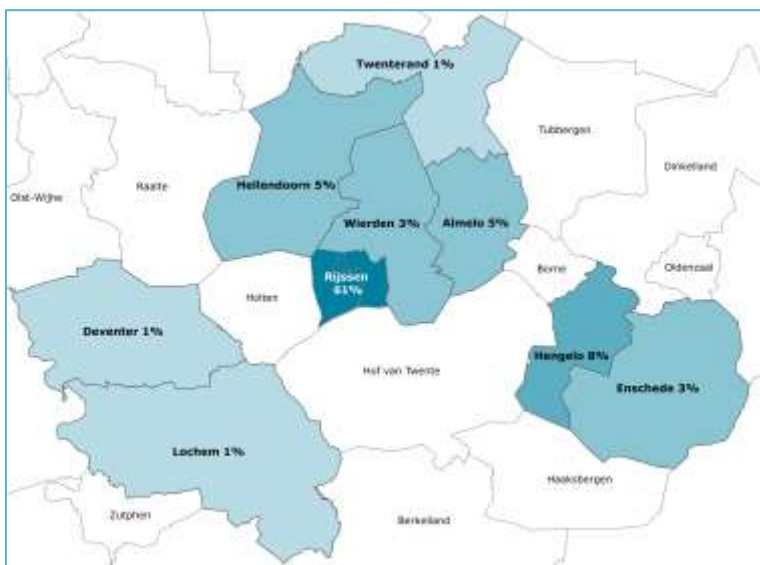 Twenterand 1%
Tubbergen
Dinkelland
Raalte
Hellendoorn 5%
Olst-Wijhe
Wierden 3%
Almelo 5%
Borne
Oldenzaal
Rijssen
61%
Holten
Deventer 1%
Hengelo 8%
Hof van Twente
Enschede 3%
Lochem 1%
Haaksbergen
Zutphen
Berkelland